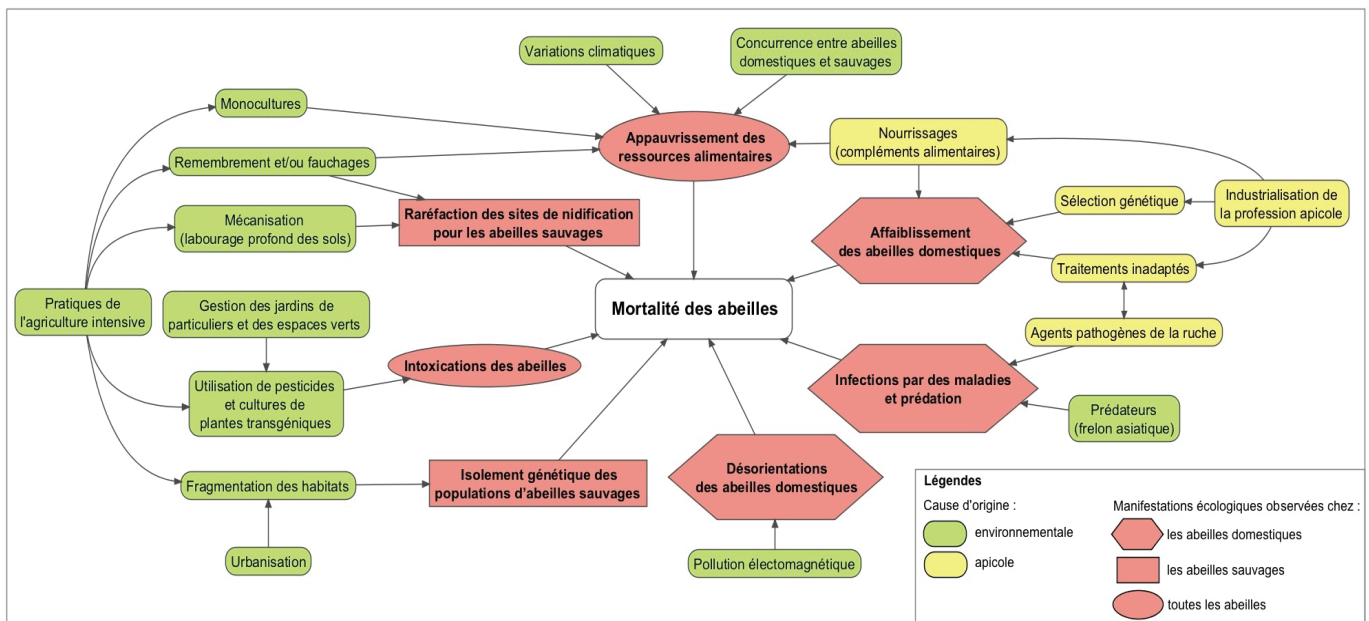 Variations climatiques
Concurrence entre abeilles
domestiques et sauvages
Monocultures
Appauvrissement des
ressources alimentaires
Nourrissages
(compléments alimentaires)
Remembrement et/ou fauchages
Sélection génétique
Industrialisation de
la profession apicole
Raréfaction des sites de nidification
pour les abeilles sauvages
Mécanisation
(labourage profond des sols)
Affaiblissement
des abeilles domestiques
Traitements inadaptés
Pratiques de
l'agriculture intensive
Gestion des jardins de
particuliers et des espaces verts
Mortalité des abeilles
Agents pathogènes de la ruche
Intoxications des abeilles
Utilisation de pesticides
et cultures de
plantes transgéniques
Infections par des maladies
et prédation
Prédateurs
(frelon asiatique)
Fragmentation des habitats
Isolement génétique des
populations d'abeilles sauvages
Désorientations
des abeilles domestiques
Urbanisation
Pollution électomagnétique
Légendes
Cause d'origine :
environnementale
apicole
Manifestations écologiques observées chez :
les abeilles domestiques
les abeilles sauvages
toutes les abeilles